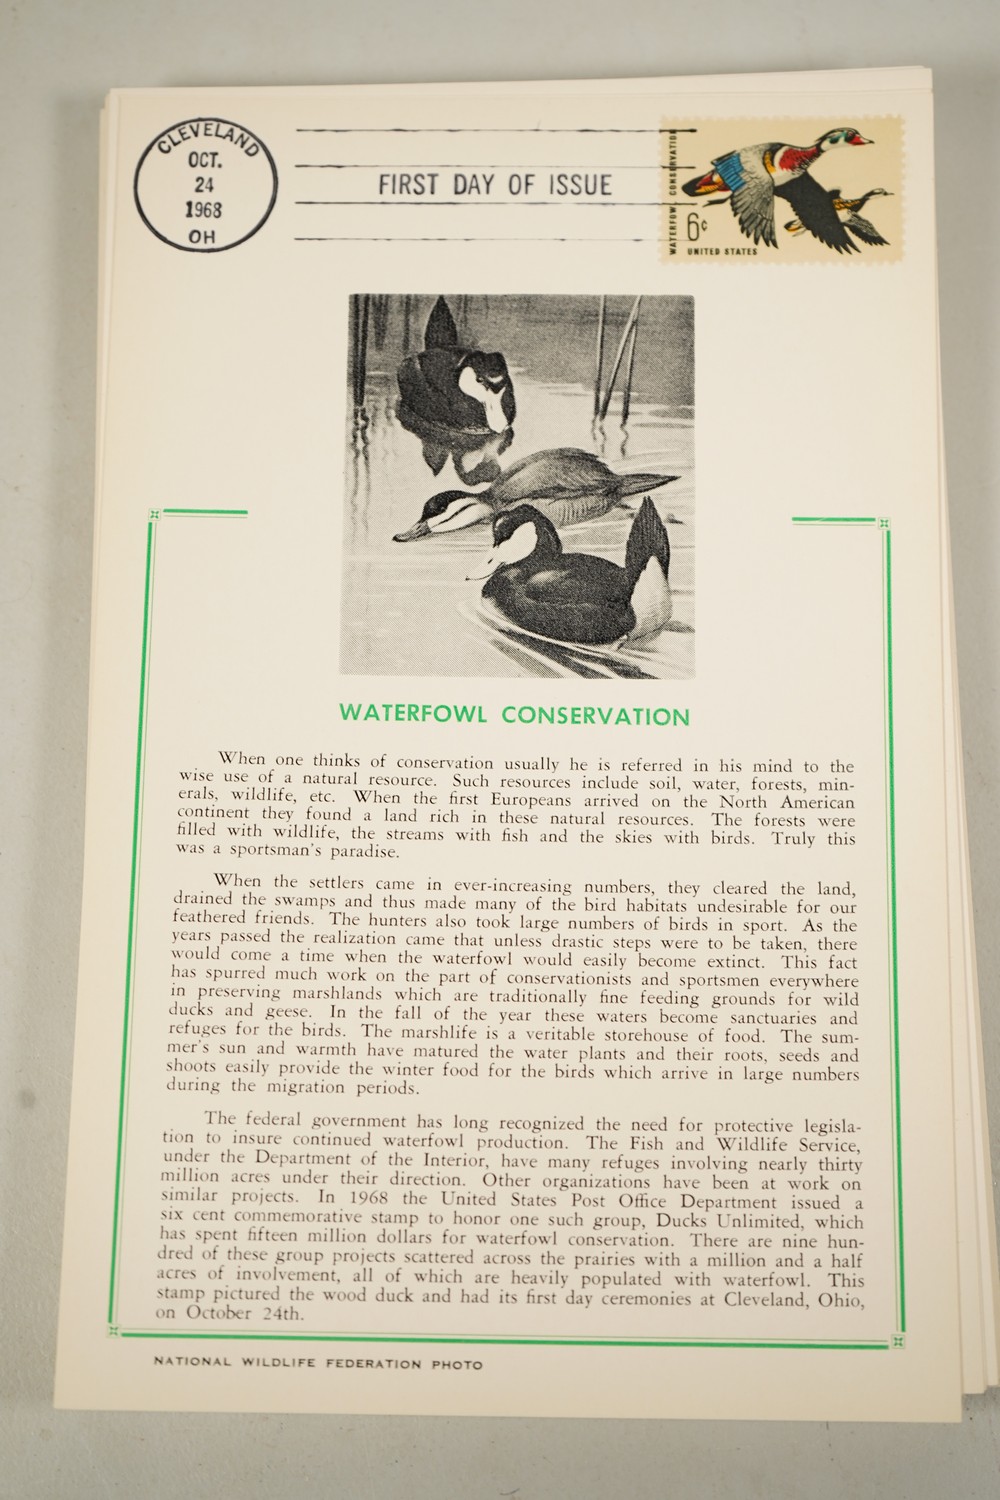 CLEVELAND
OCT.
24
1968
OH
FIRST DAY OF ISSUE
WATERFOWL CONSERVATION
6c
UNITED STATES
WATERFOWL CONSERVATION
When one thinks of conservation usually he is referred in his mind to the
wise use of a natural resource. Such resources include soil, water, forests, min-
erals, wildlife, etc. When the first Europeans arrived on the North American
continent they found a land rich in these natural resources. The forests were
filled with wildlife, the streams with fish and the skies with birds. Truly this
was a sportsman's paradise.
When the settlers came in ever-increasing numbers, they cleared the land,
drained the swamps and thus made many of the bird habitats undesirable for our
feathered friends. The hunters also took large numbers of birds in sport. As the
years passed the realization came that unless drastic steps were to be taken, there
would come a time when the waterfowl would easily become extinct. This fact
has spurred much work on the part of conservationists and sportsmen everywhere
in preserving marshlands which are traditionally fine feeding grounds for wild
ducks and geese. In the fall of the year these waters become sanctuaries and
refuges for the birds. The marshlife is a veritable storehouse of food. The sum-
mer's sun and warmth have matured the water plants and their roots, seeds and
shoots easily provide the winter food for the birds which arrive in large numbers
during the migration periods.
The federal government has long recognized the need for protective legisla-
tion to insure continued waterfowl production. The Fish and Wildlife Service,
under the Department of the Interior, have many refuges involving nearly thirty
million acres under their direction. Other organizations have been at work on
similar projects. In 1968 the United States Post Office Department issued a
six cent commemorative stamp to honor one such group, Ducks Unlimited, which
has spent fifteen million dollars for waterfowl conservation. There are nine hun-
dred of these group projects scattered across the prairies with a million and a half
acres of involvement, all of which are heavily populated with waterfowl. This
stamp pictured the wood duck and had its first day ceremonies at Cleveland, Ohio,
on October 24th.
NATIONAL WILDLIFE FEDERATION PHOTO